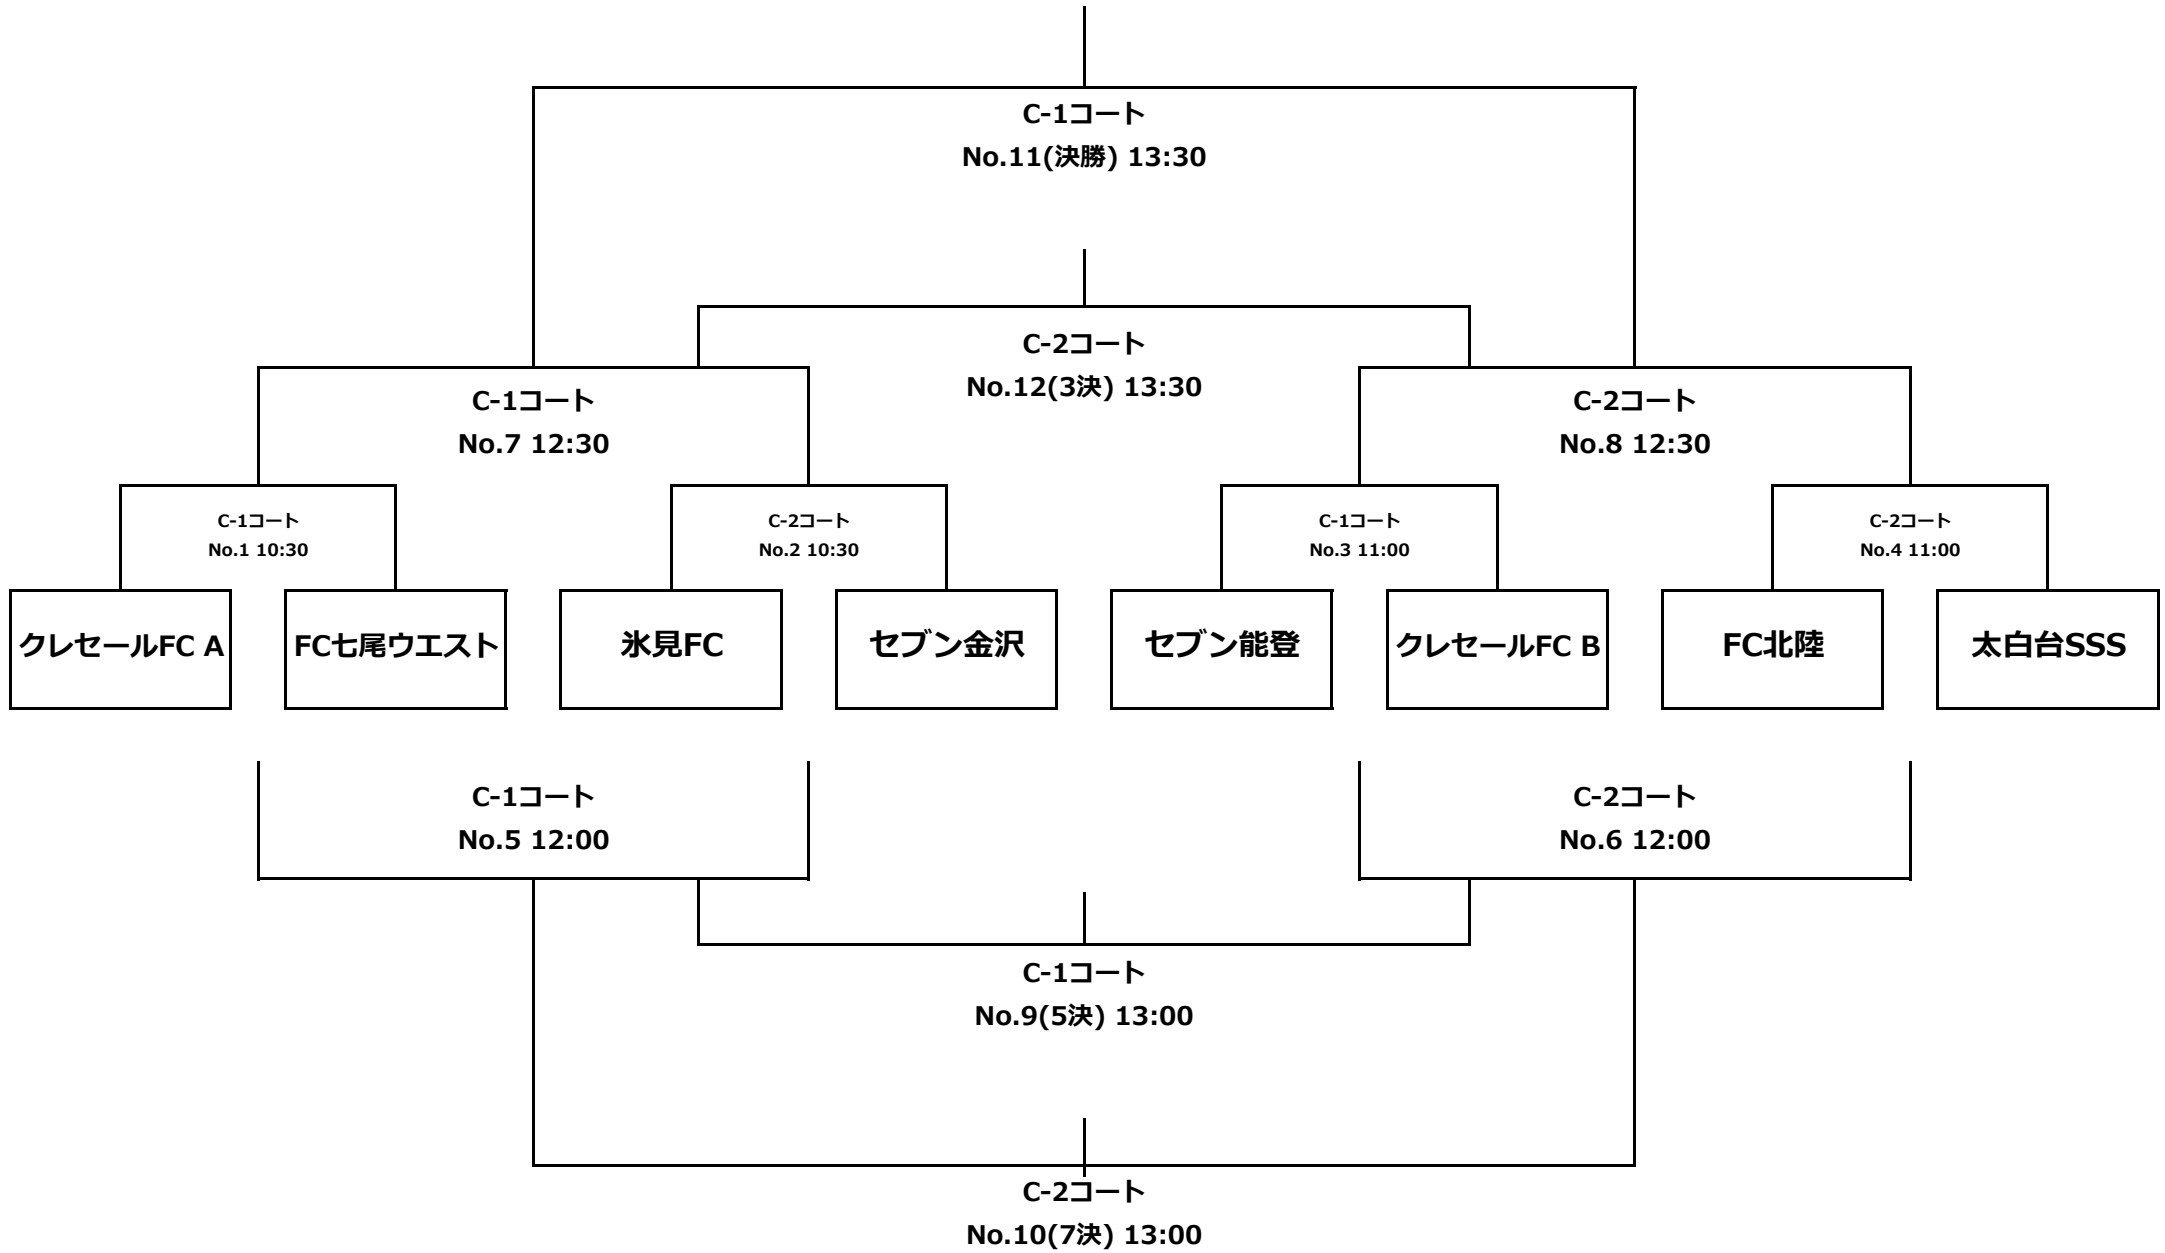 C-1コート
No.11(決勝) 13:30
C-2コート
No.12(3決) 13:30
C-1コート
No.7 12:30
C-2コート
No.8 12:30
C-1コート
No.1 10:30
C-2コート
No.2 10:30
C-1コート
No.3 11:00
C-2コート
No.4 11:00
クレセールFC A
FC七尾ウエスト
氷見FC
セブン金沢
セブン能登
クレセールFC B
FC北陸
太白台SSS
C-1コート
No.5 12:00
C-2コート
No.6 12:00
C-1コート
No.9(5決) 13:00
C-2コート
No.10(7決) 13:00